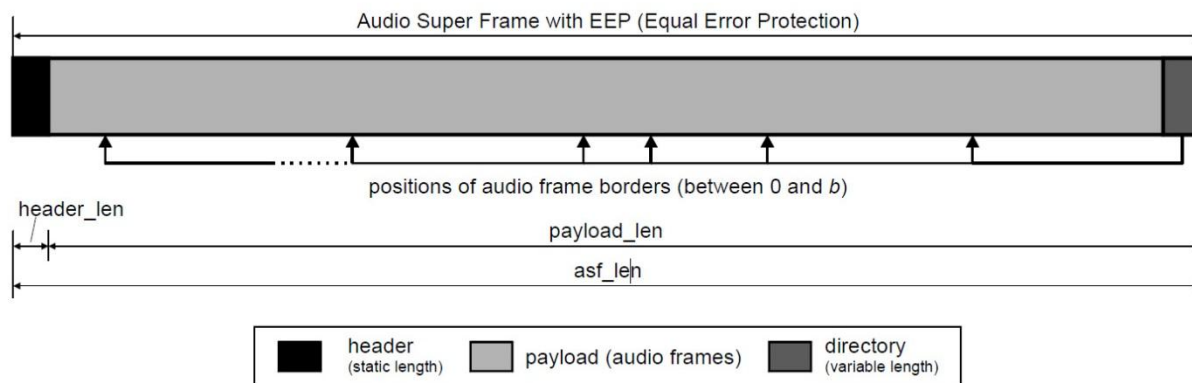 Audio Super Frame with EEP (Equal Error Protection)
positions of audio frame borders (between 0 and b)
header_len
payload_len
asf_len
header
(static length)
payload (audio frames)
directory
(variable length)